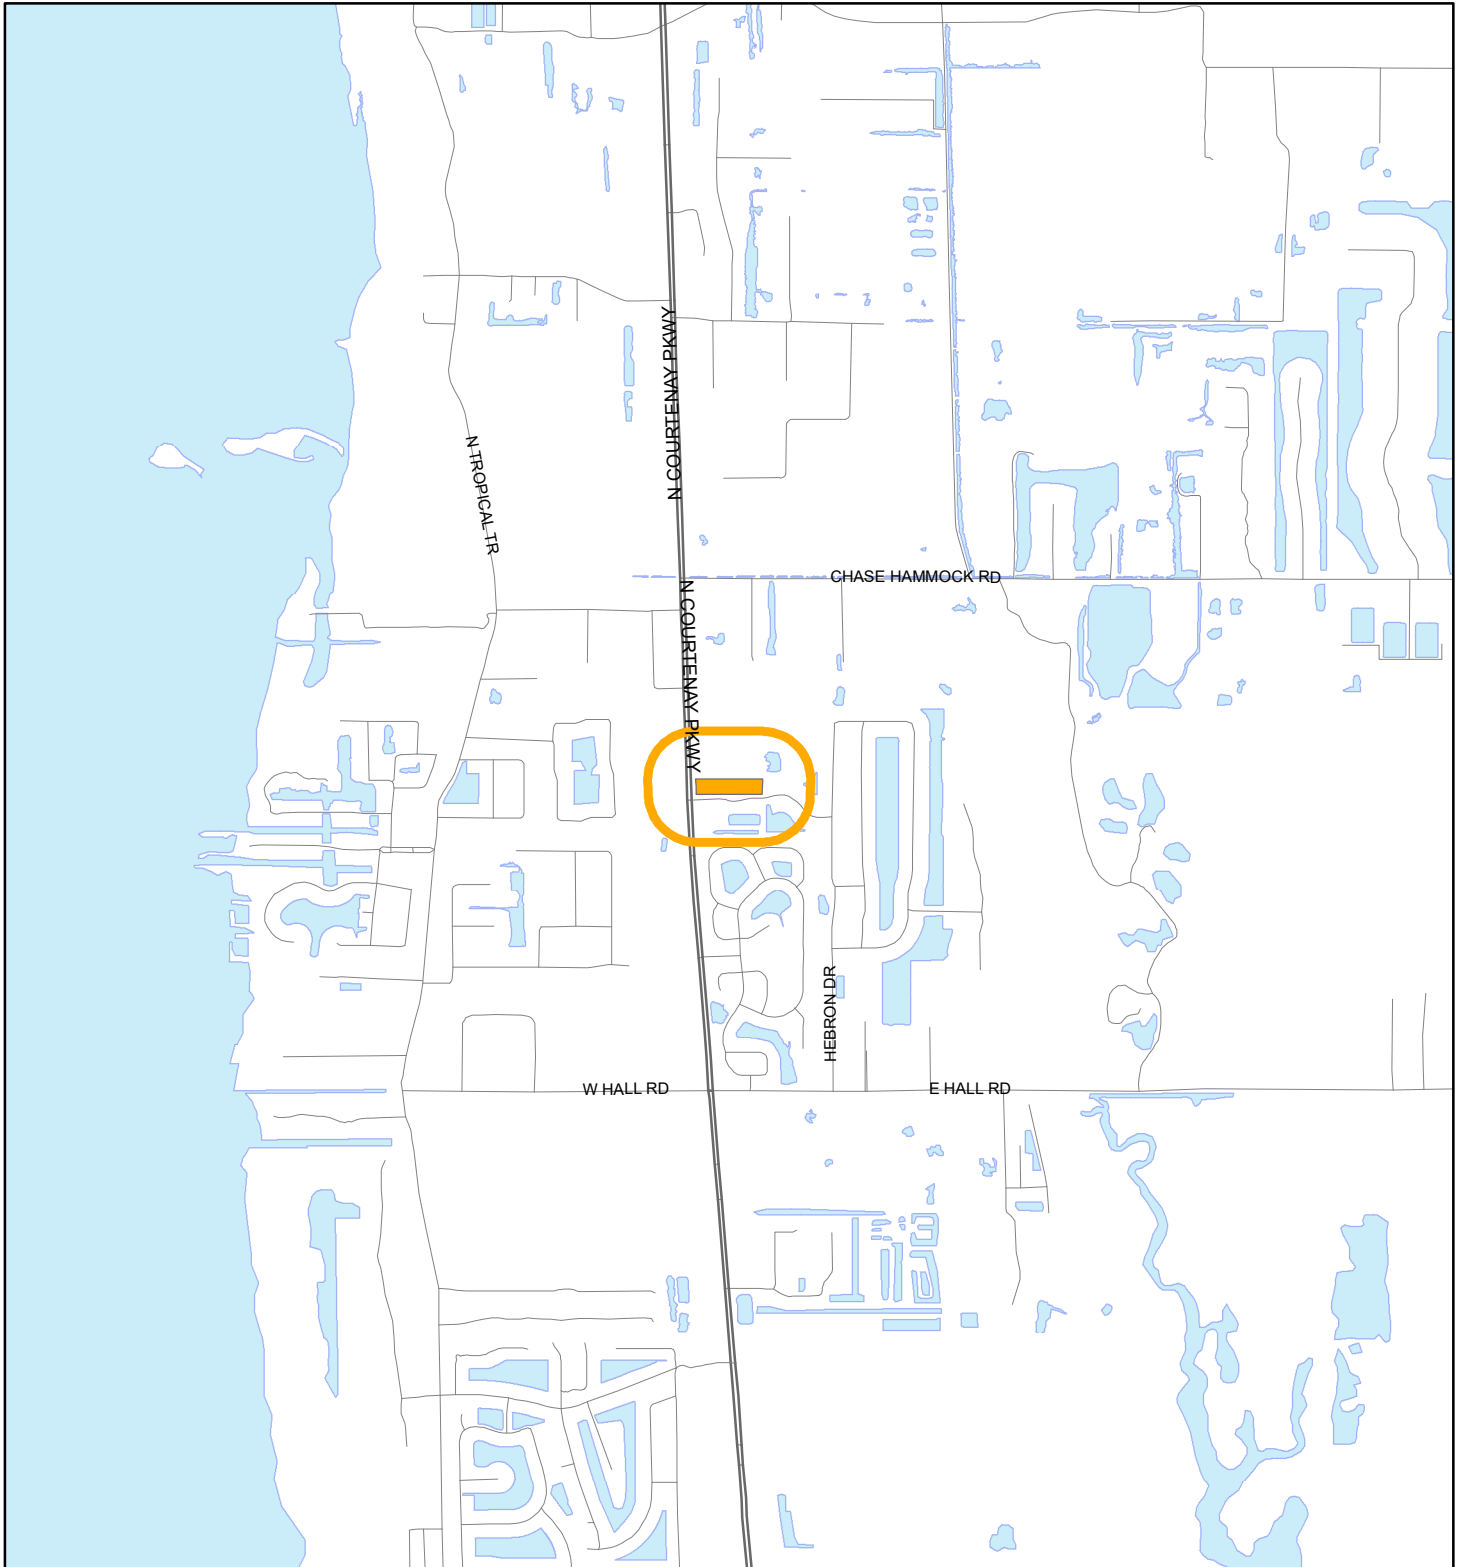 N COURTENAY PKWY
N TROPICAL TR
CHASE HAMMOCK RD
N COURTENAY PKWY
HEBRON DR
W HALL RD
E HALL RD